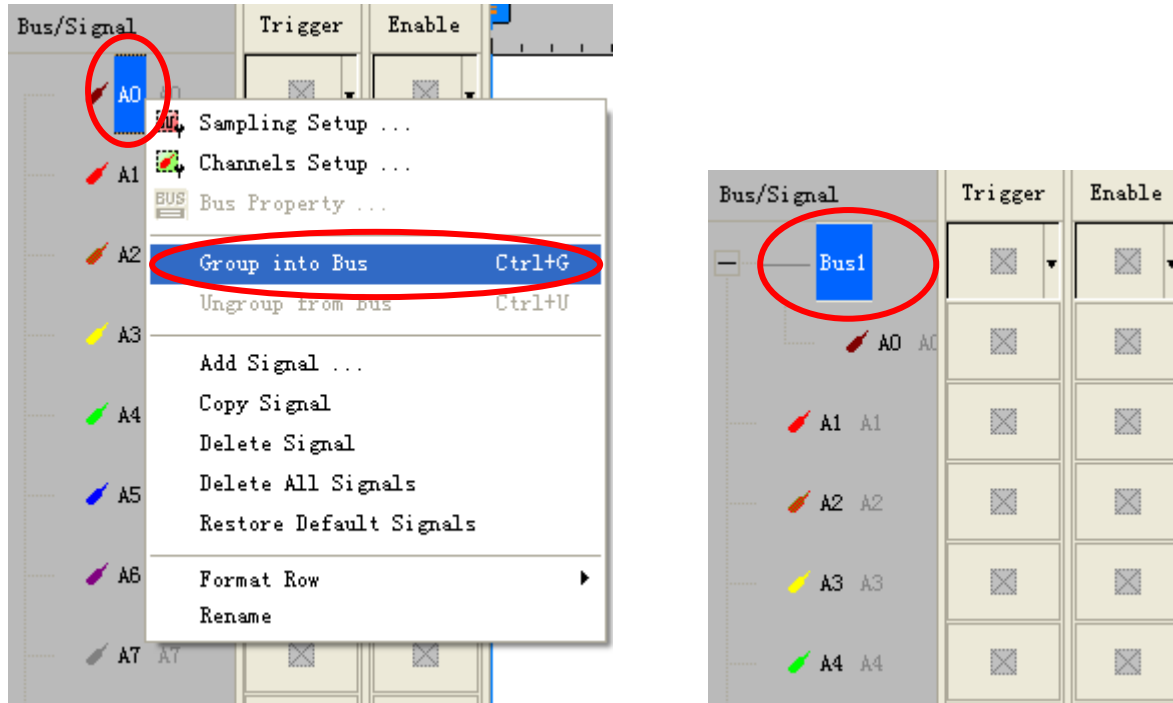 Bus/Signal Trigger Enable
A0 A0
Sampling Setup ...
A1 Channels Setup ...
BUS Bus Property ...
A2 Group into Bus Ctrl+G
Ungroup from Bus Ctrl+U
A3
Add Signal ...
A4 Copy Signal
Delete Signal
A5 Delete All Signals
Restore Default Signals
A6 Format Row
Rename
A7 A7
Bus/Signal Trigger Enable
Bus1
A0 A0
A1 A1
A2 A2
A3 A3
A4 A4